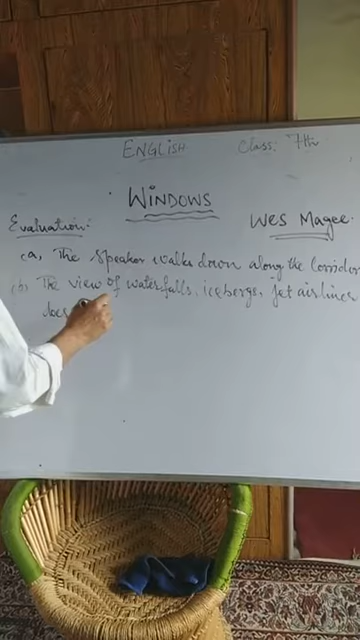 ENGLISH Class: 7th
WINDOWS
Evaluation: Wes Magee
(a) The Speaker walks down along the Corridor
(b) The view of waterfalls, icebergs, Jet airliner